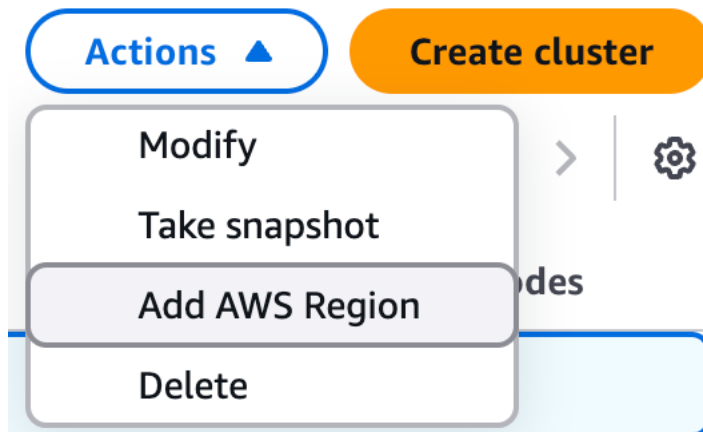 Actions Create cluster
Modify
Take snapshot
Add AWS Region
Delete